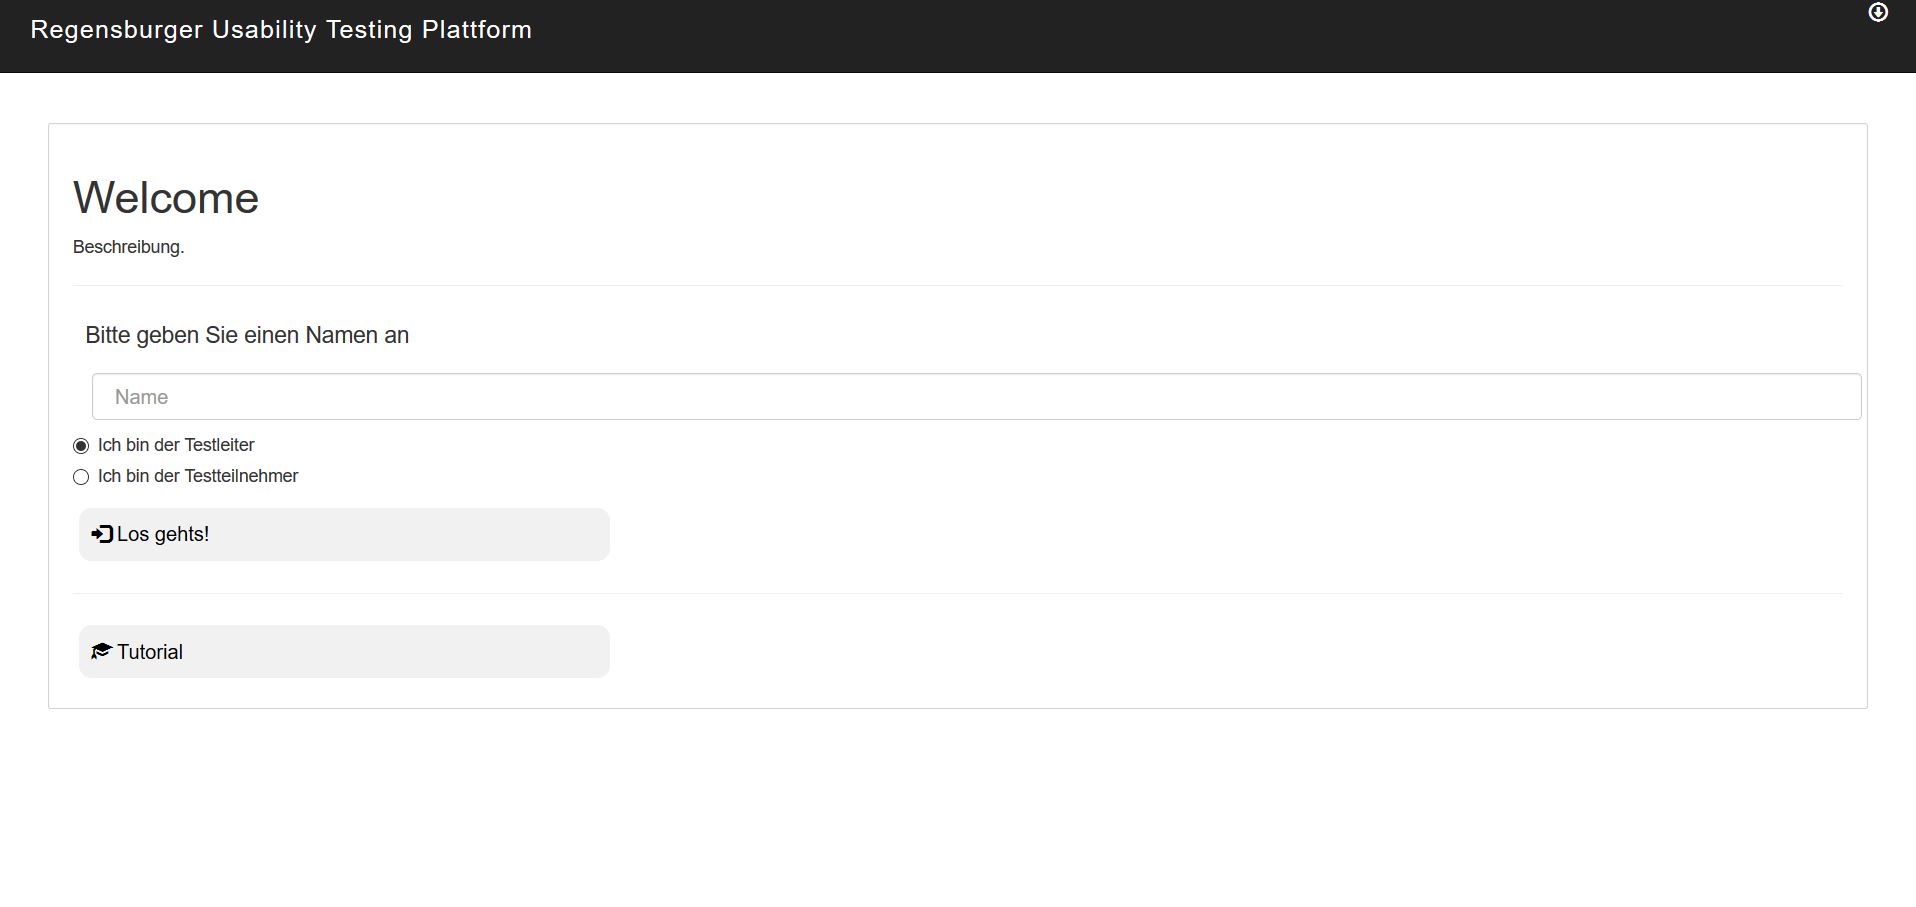 Regensburger Usability Testing Plattform
Welcome
Beschreibung.
Bitte geben Sie einen Namen an
Name
Ich bin der Testleiter
Ich bin der Testteilnehmer
Los gehts!
Tutorial